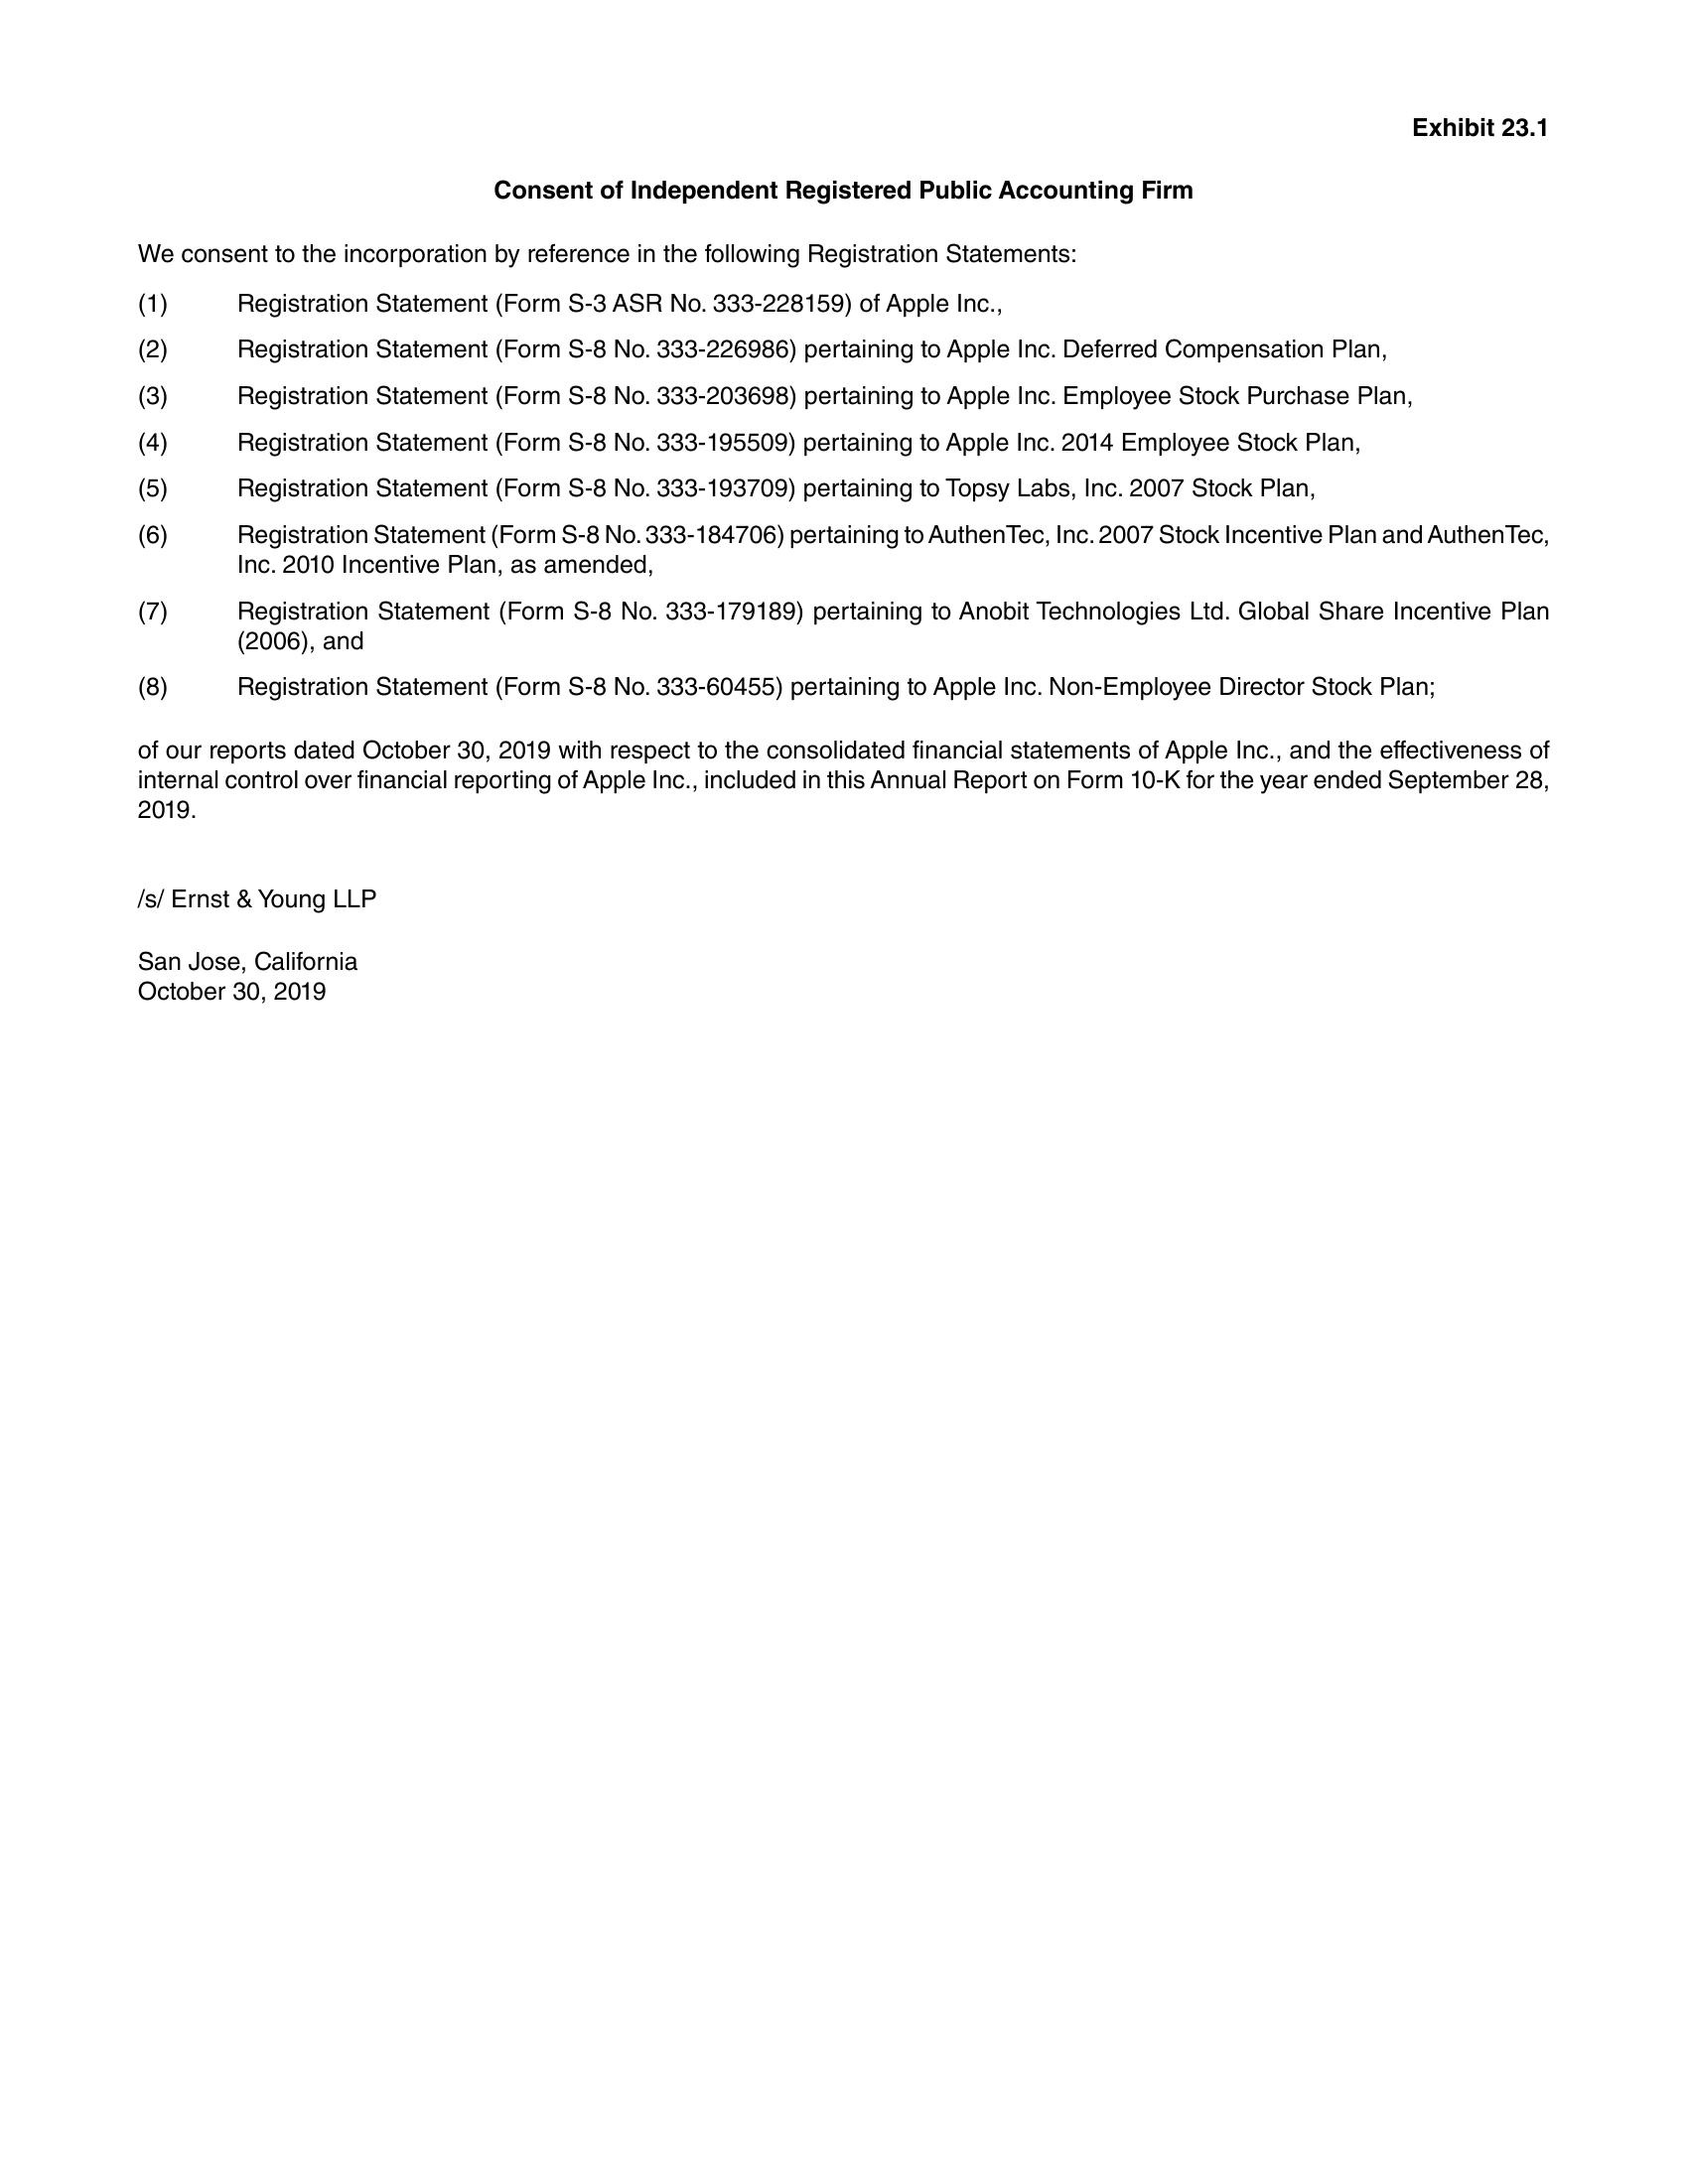 Exhibit 23.1
Consent of Independent Registered Public Accounting Firm
We consent to the incorporation by reference in the following Registration Statements:
(1) Registration Statement (Form S-3 ASR No. 333-228159) of Apple Inc.,
(2) Registration Statement (Form S-8 No. 333-226986) pertaining to Apple Inc. Deferred Compensation Plan,
(3) Registration Statement (Form S-8 No. 333-203698) pertaining to Apple Inc. Employee Stock Purchase Plan,
(4) Registration Statement (Form S-8 No. 333-195509) pertaining to Apple Inc. 2014 Employee Stock Plan,
(5) Registration Statement (Form S-8 No. 333-193709) pertaining to Topsy Labs, Inc. 2007 Stock Plan,
(6) Registration Statement (Form S-8 No. 333-184706) pertaining to AuthenTec, Inc. 2007 Stock Incentive Plan and AuthenTec,
Inc. 2010 Incentive Plan, as amended,
(7) Registration Statement (Form S-8 No. 333-179189) pertaining to Anobit Technologies Ltd. Global Share Incentive Plan
(2006), and
(8) Registration Statement (Form S-8 No. 333-60455) pertaining to Apple Inc. Non-Employee Director Stock Plan;
of our reports dated October 30, 2019 with respect to the consolidated financial statements of Apple Inc., and the effectiveness of
internal control over financial reporting of Apple Inc., included in this Annual Report on Form 10-K for the year ended September 28,
2019.
/s/ Ernst & Young LLP
San Jose, California
October 30, 2019